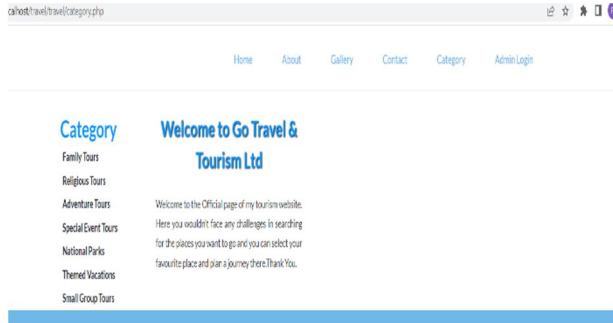 calhost/travel/travel/category.php
Home About Gallery Contact Category Admin Login
Category
Family Tours
Religious Tours
Adventure Tours
Special Event Tours
National Parks
Themed Vacations
Small Group Tours
Welcome to Go Travel &
Tourism Ltd
Welcome to the Official page of my tourism website.
Here you wouldn't face any challenges in searching
for the places you want to go and you can select your
favourite place and plan a journey there.Thank You.